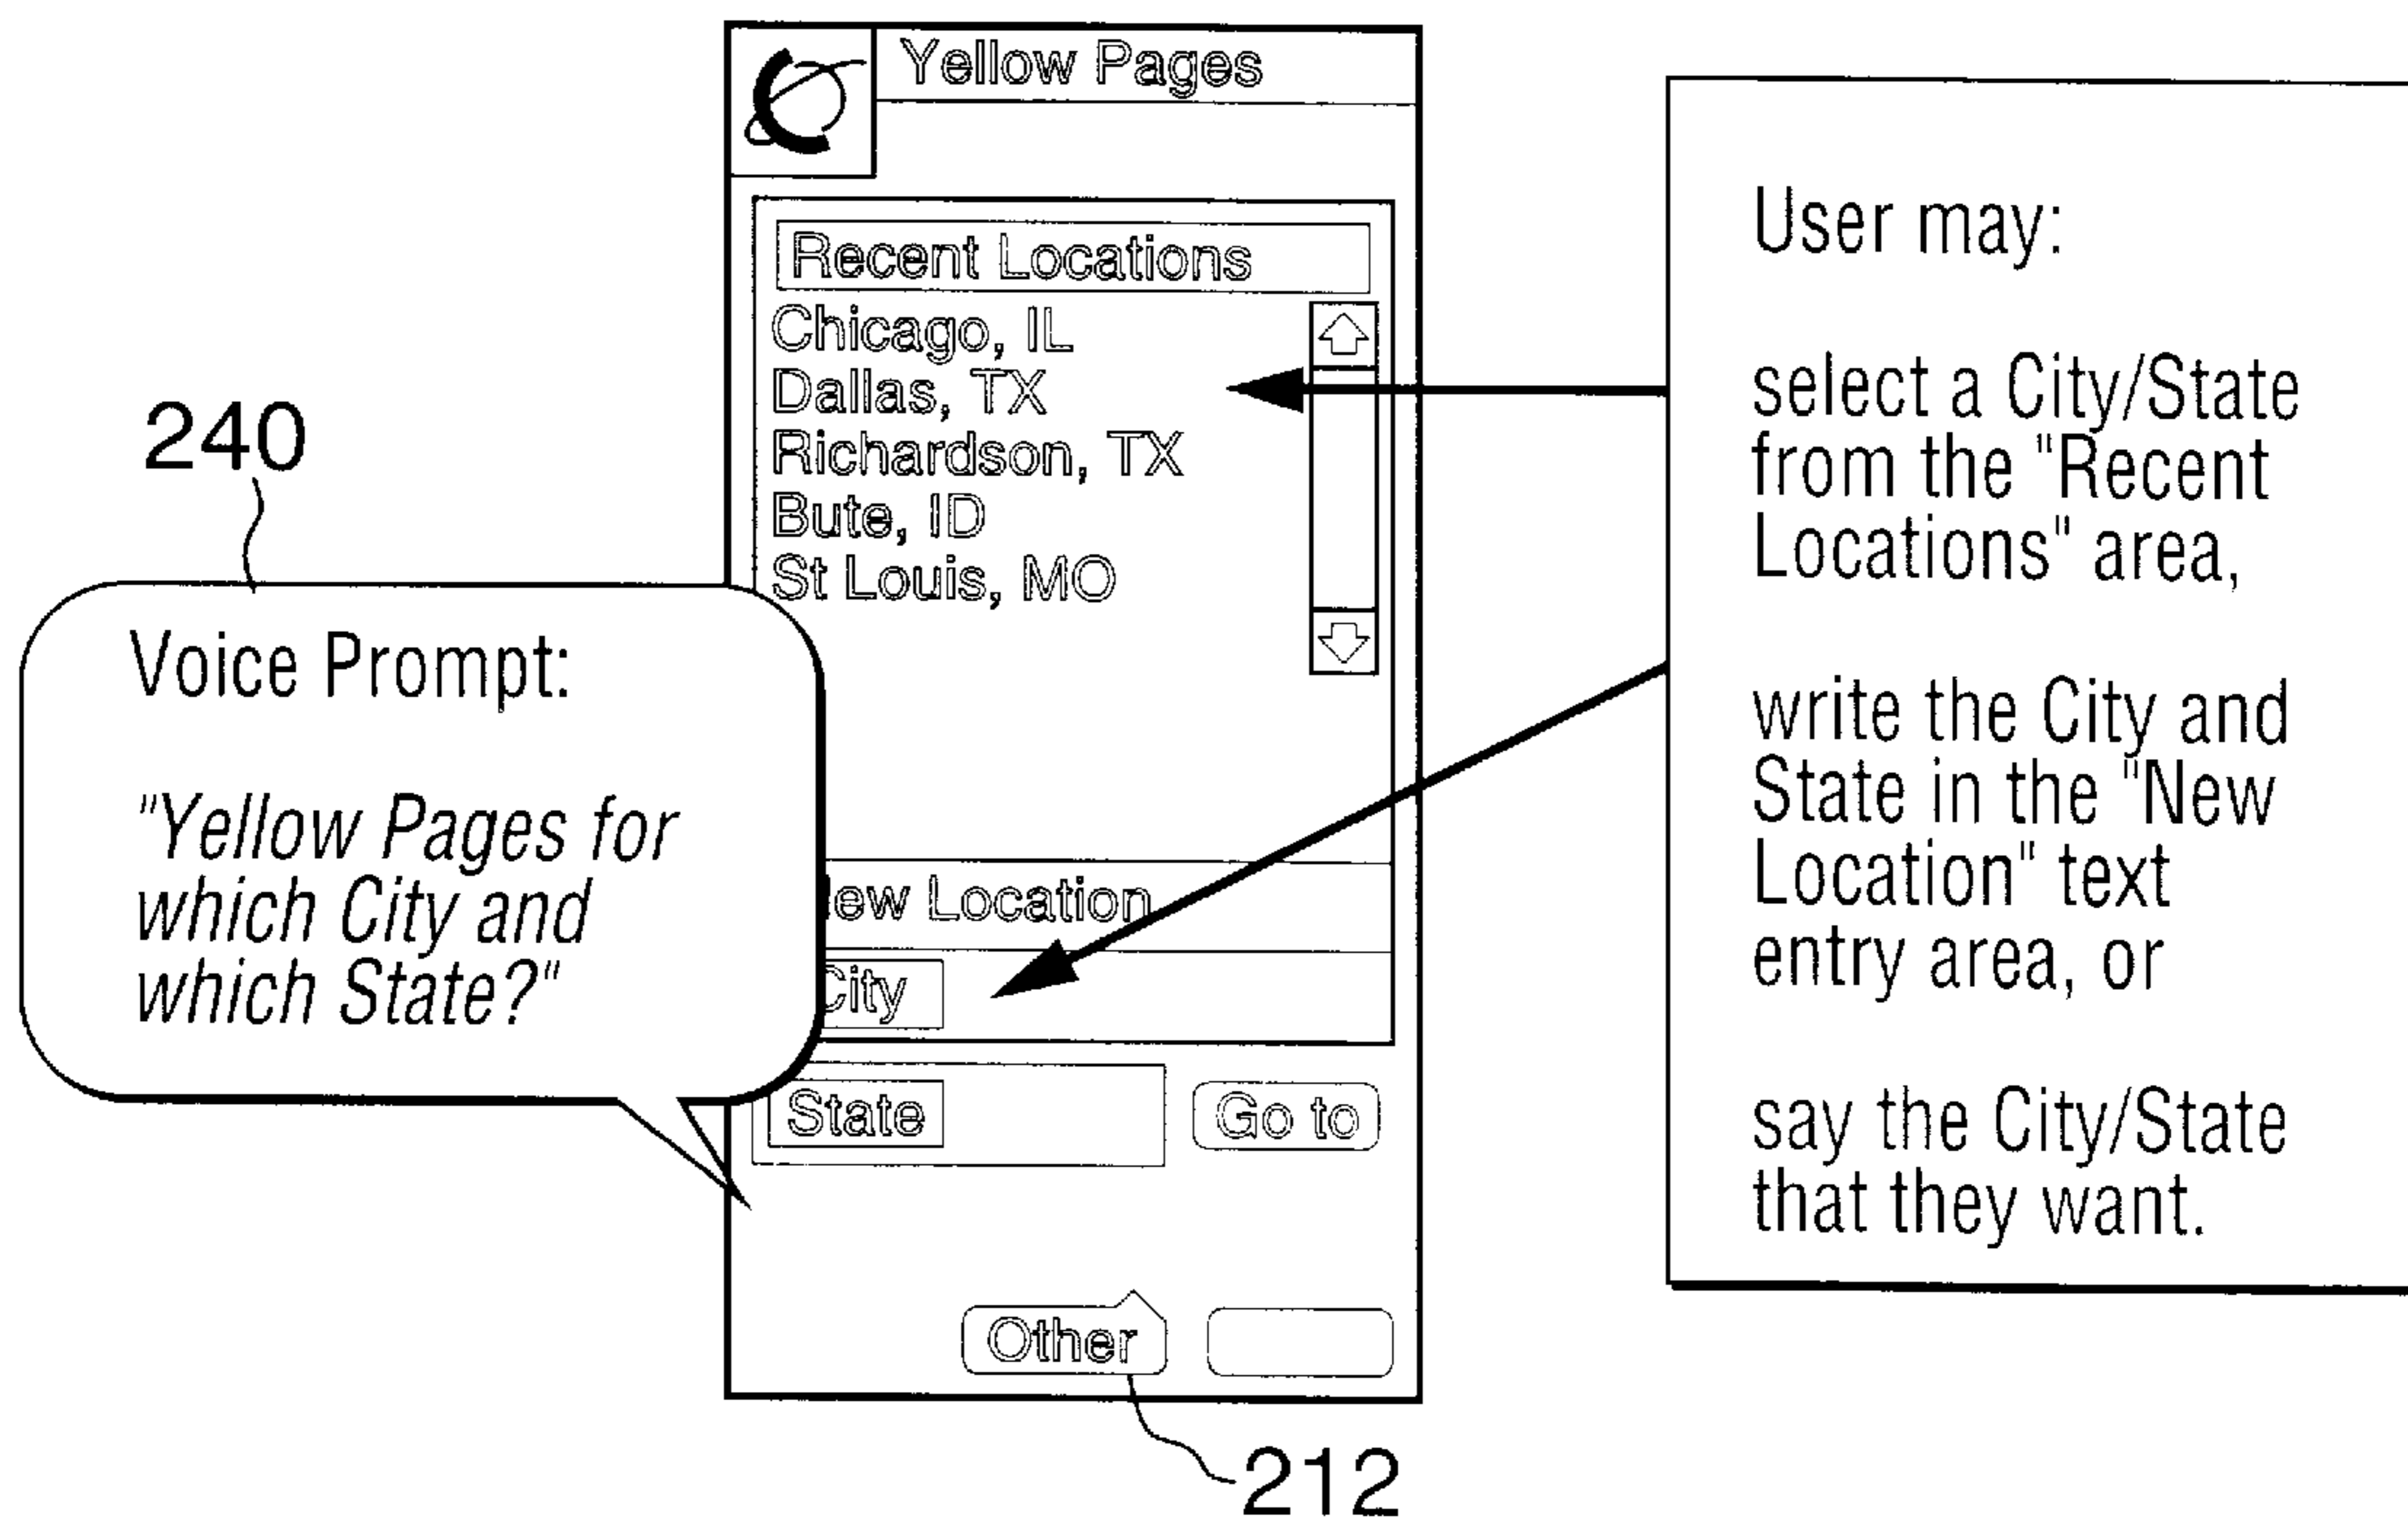 Yellow Pages
Recent Locations
Chicago, IL
Dallas, TX
Richardson, TX
Bute, ID
St Louis, MO
240
Voice Prompt:
"Yellow Pages for
which City and
which State?"
ew Location
City
State
Go to
Other
212
User may:
select a City/State
from the "Recent
Locations" area,
write the City and
State in the "New
Location" text
entry area, or
say the City/State
that they want.